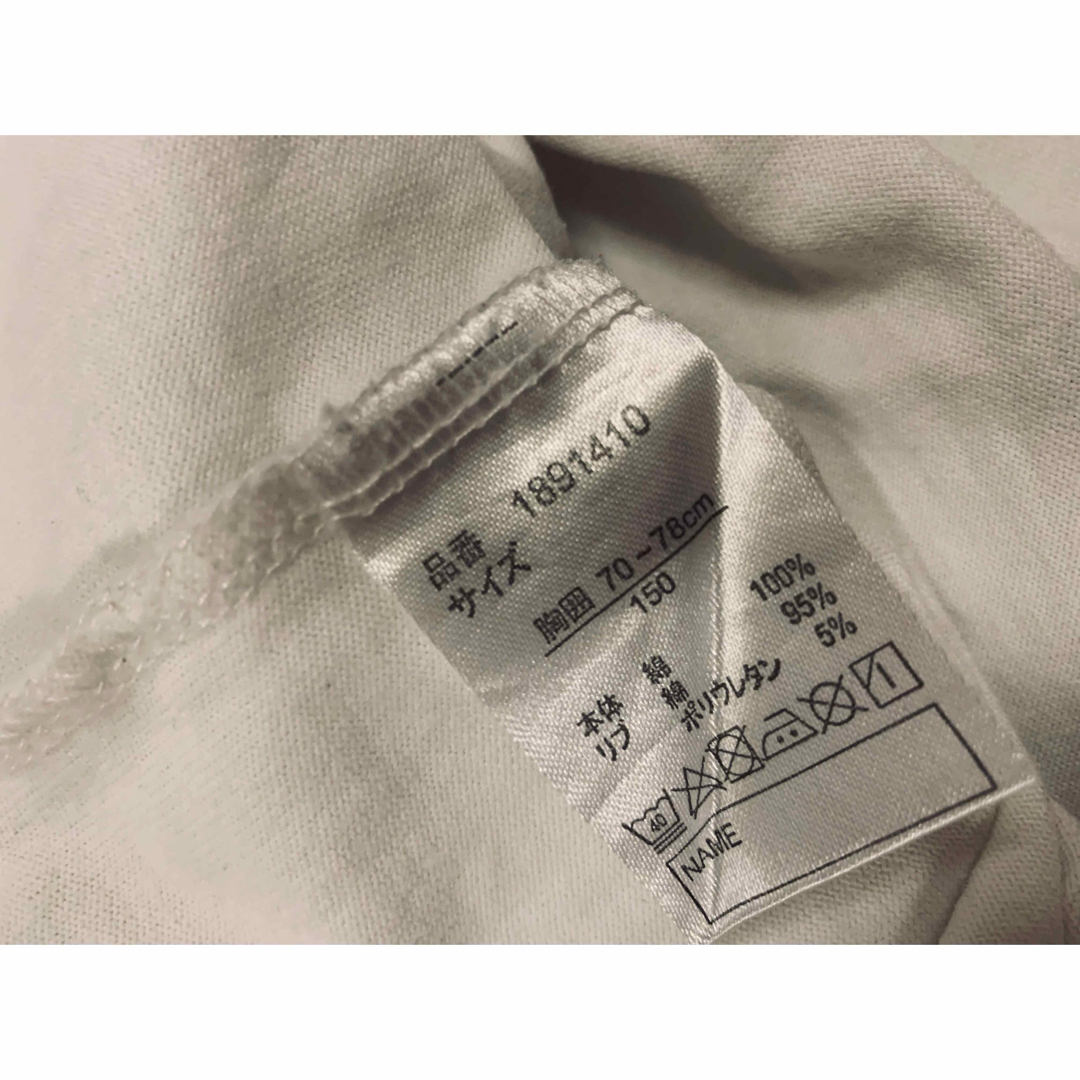 品番 1891410
サイズ
胸囲 70~78cm
150
本体 綿 100%
リブ 綿 95%
ポリウレタン 5%
40 1
NAME